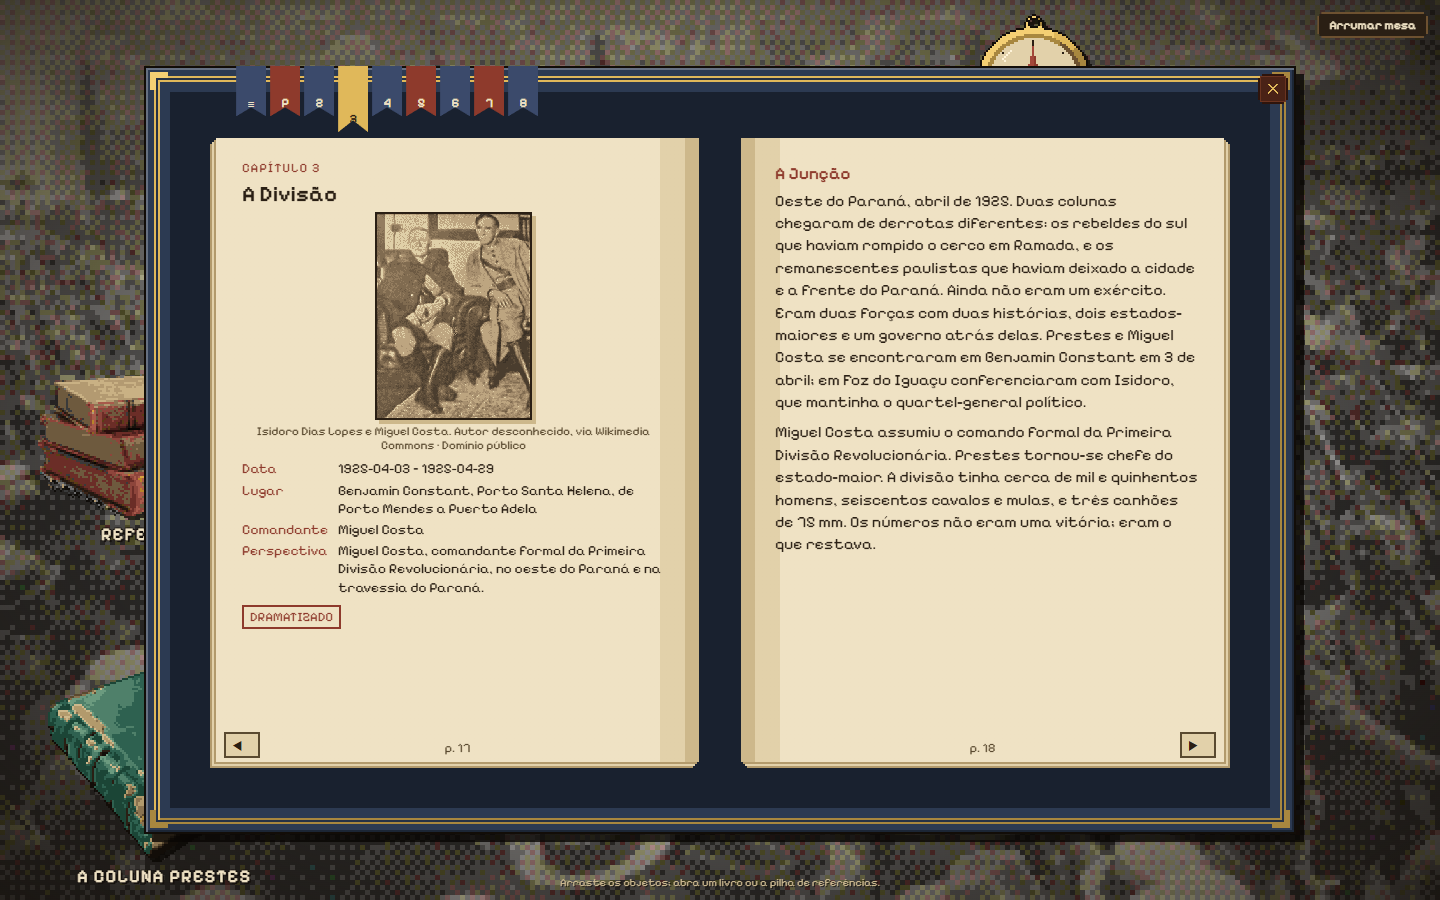 Arrumar mesa
≡ P 2 3 4 5 6 7 8
CAPÍTULO 3
A Divisão
Isidoro Dias Lopes e Miguel Costa. Autor desconhecido, via Wikimedia
Commons · Domínio público
Data 1925-04-03 - 1925-04-29
Lugar Benjamin Constant, Porto Santa Helena, de
Porto Mendes a Puerto Adela
Comandante Miguel Costa
Perspectiva Miguel Costa, comandante formal da Primeira
Divisão Revolucionária, no oeste do Paraná e na
travessia do Paraná.
DRAMATIZADO
◀ p. 17
A Junção
Oeste do Paraná, abril de 1925. Duas colunas
chegaram de derrotas diferentes: os rebeldes do sul
que haviam rompido o cerco em Ramada, e os
remanescentes paulistas que haviam deixado a cidade
e a frente do Paraná. Ainda não eram um exército.
Eram duas forças com duas histórias, dois estados-
maiores e um governo atrás delas. Prestes e Miguel
Costa se encontraram em Benjamin Constant em 3 de
abril; em Foz do Iguaçu conferenciaram com Isidoro,
que mantinha o quartel-general político.
Miguel Costa assumiu o comando formal da Primeira
Divisão Revolucionária. Prestes tornou-se chefe do
estado-maior. A divisão tinha cerca de mil e quinhentos
homens, seiscentos cavalos e mulas, e três canhões
de 75 mm. Os números não eram uma vitória; eram o
que restava.
p. 18 ▶
REFE
A COLUNA PRESTES
Arraste os objetos; abra um livro ou a pilha de referências.